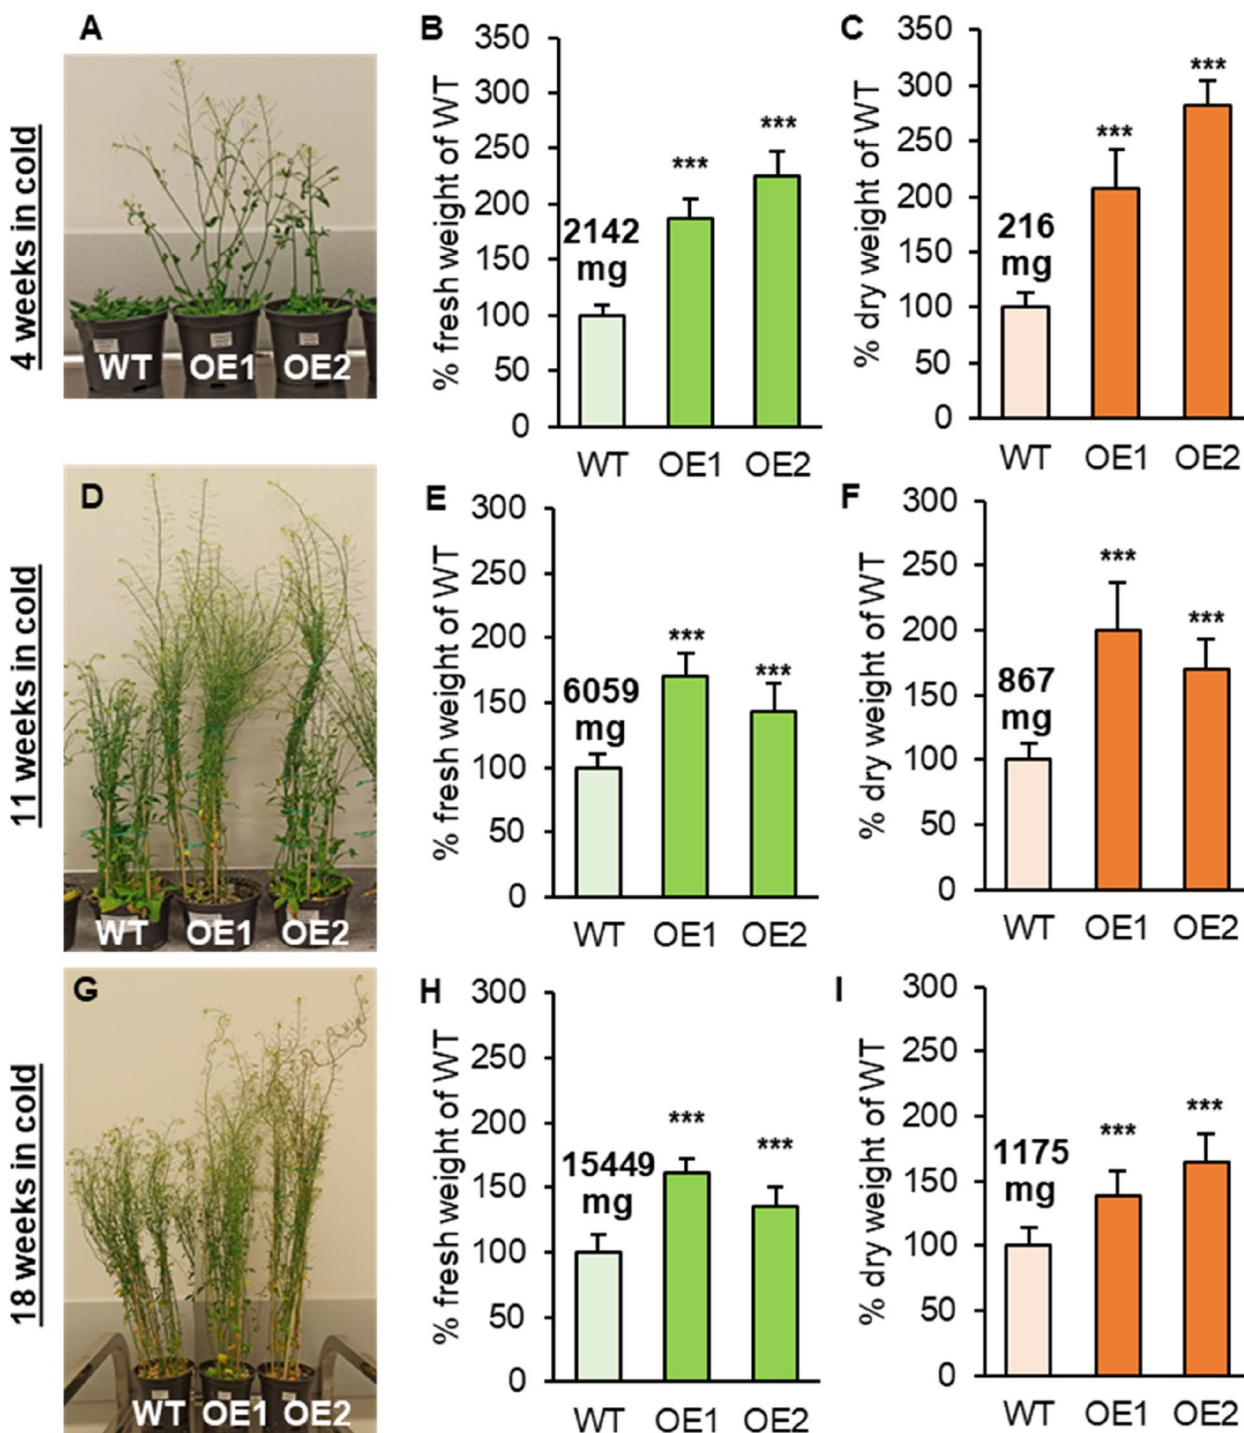 4 weeks in cold
A
WT OE1 OE2
B
% fresh weight of WT
350
300
250
200
150
100
50
0
2142
mg
***
***
WT OE1 OE2
C
% dry weight of WT
350
300
250
200
150
100
50
0
216
mg
***
***
WT OE1 OE2
11 weeks in cold
D
WT OE1 OE2
E
% fresh weight of WT
300
250
200
150
100
50
0
6059
mg
***
***
WT OE1 OE2
F
% dry weight of WT
300
250
200
150
100
50
0
867
mg
***
***
WT OE1 OE2
18 weeks in cold
G
WT OE1 OE2
H
% fresh weight of WT
300
250
200
150
100
50
0
15449
mg
***
***
WT OE1 OE2
I
% dry weight of WT
300
250
200
150
100
50
0
1175
mg
***
***
WT OE1 OE2